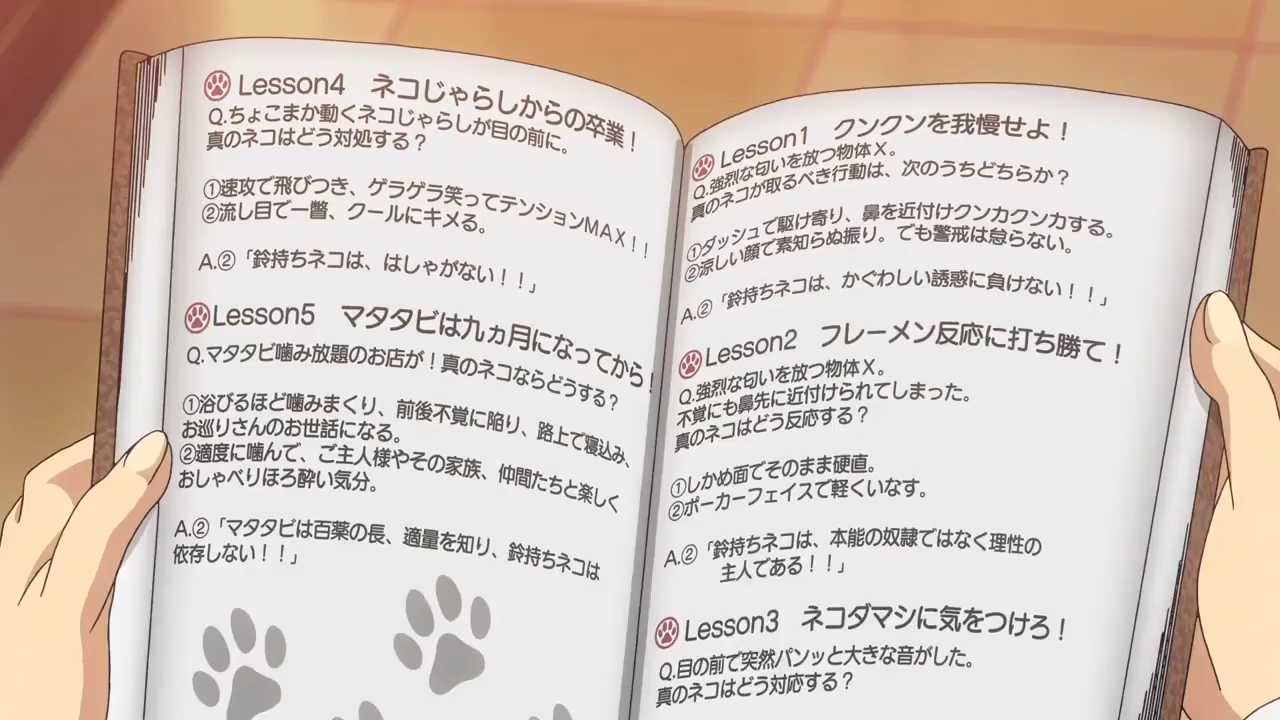 Lesson4 ネコじゃらしからの卒業！
Q.ちょこまか動くネコじゃらしが目の前に。
真のネコはどう対処する？
①速攻で飛びつき、ゲラゲラ笑ってテンションMAX！！
②流し目で一瞥、クールにキメる。
A.②「鈴持ちネコは、はしゃがない！！」
Lesson5 マタタビは九ヵ月になってから！
Q.マタタビ噛み放題のお店が！真のネコならどうする？
①浴びるほど噛みまくり、前後不覚に陥り、路上で寝込み、
お巡りさんのお世話になる。
②適度に噛んで、ご主人様やその家族、仲間たちと楽しく
おしゃべりほろ酔い気分。
A.②「マタタビは百薬の長、適量を知り、鈴持ちネコは
依存しない！！」
Lesson1 クンクンを我慢せよ！
Q.強烈な匂いを放つ物体X。
真のネコが取るべき行動は、次のうちどちらか？
①ダッシュで駆け寄り、鼻を近付けクンカクンカする。
②涼しい顔で素知らぬ振り。でも警戒は怠らない。
A.②「鈴持ちネコは、かぐわしい誘惑に負けない！！」
Lesson2 フレーメン反応に打ち勝て！
Q.強烈な匂いを放つ物体X。
不覚にも鼻先に近付けられてしまった。
真のネコはどう反応する？
①しかめ面でそのまま硬直。
②ポーカーフェイスで軽くいなす。
A.②「鈴持ちネコは、本能の奴隷ではなく理性の
主人である！！」
Lesson3 ネコダマシに気をつけろ！
Q.目の前で突然パンッと大きな音がした。
真のネコはどう対応する？